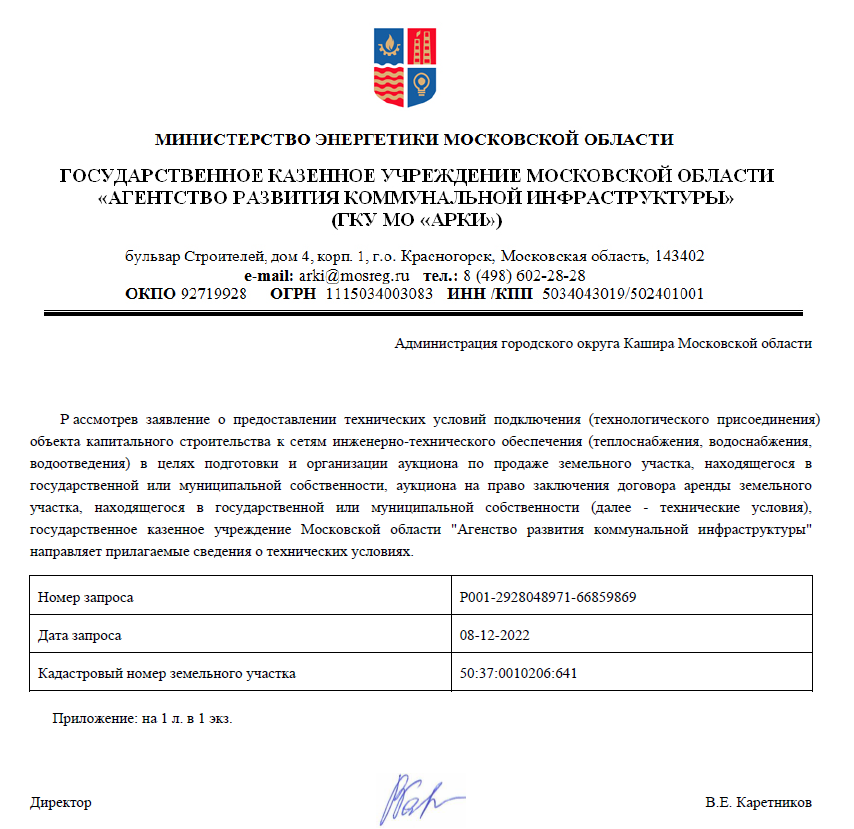 МИНИСТЕРСТВО ЭНЕРГЕТИКИ МОСКОВСКОЙ ОБЛАСТИ
ГОСУДАРСТВЕННОЕ КАЗЕННОЕ УЧРЕЖДЕНИЕ МОСКОВСКОЙ ОБЛАСТИ
«АГЕНТСТВО РАЗВИТИЯ КОММУНАЛЬНОЙ ИНФРАСТРУКТУРЫ»
(ГКУ МО «АРКИ»)
бульвар Строителей, дом 4, корп. 1, г.о. Красногорск, Московская область, 143402
e-mail: arki@mosreg.ru тел.: 8 (498) 602-28-28
ОКПО 92719928 ОГРН 1115034003083 ИНН /КПП 5034043019/502401001
Администрация городского округа Кашира Московской области
Рассмотрев заявление о предоставлении технических условий подключения (технологического присоединения)
объекта капитального строительства к сетям инженерно-технического обеспечения (теплоснабжения, водоснабжения,
водоотведения) в целях подготовки и организации аукциона по продаже земельного участка, находящегося в
государственной или муниципальной собственности, аукциона на право заключения договора аренды земельного
участка, находящегося в государственной или муниципальной собственности (далее - технические условия),
государственное казенное учреждение Московской области "Агенство развития коммунальной инфраструктуры"
направляет прилагаемые сведения о технических условиях.
Номер запроса P001-2928048971-66859869
Дата запроса 08-12-2022
Кадастровый номер земельного участка 50:37:0010206:641
Приложение: на 1 л. в 1 экз.
Директор В.Е. Каретников